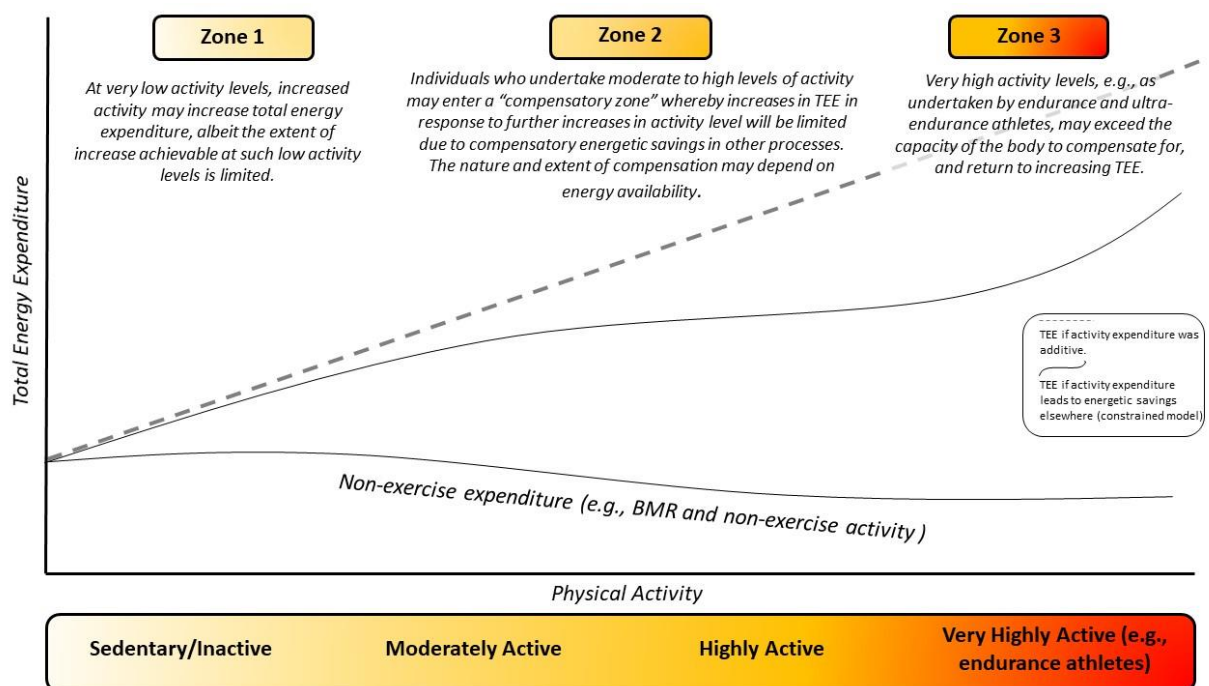 Zone 1
At very low activity levels, increased
activity may increase total energy
expenditure, albeit the extent of
increase achievable at such low activity
levels is limited.
Zone 2
Individuals who undertake moderate to high levels of activity
may enter a “compensatory zone” whereby increases in TEE in
response to further increases in activity level will be limited
due to compensatory energetic savings in other processes.
The nature and extent of compensation may depend on
energy availability.
Zone 3
Very high activity levels, e.g., as
undertaken by endurance and ultra-
endurance athletes, may exceed the
capacity of the body to compensate for,
and return to increasing TEE.
Total Energy Expenditure
TEE if activity expenditure was
additive.
TEE if activity expenditure
leads to energetic savings
elsewhere (constrained model)
Non-exercise expenditure (e.g., BMR and non-exercise activity)
Physical Activity
Sedentary/Inactive
Moderately Active
Highly Active
Very Highly Active (e.g.,
endurance athletes)